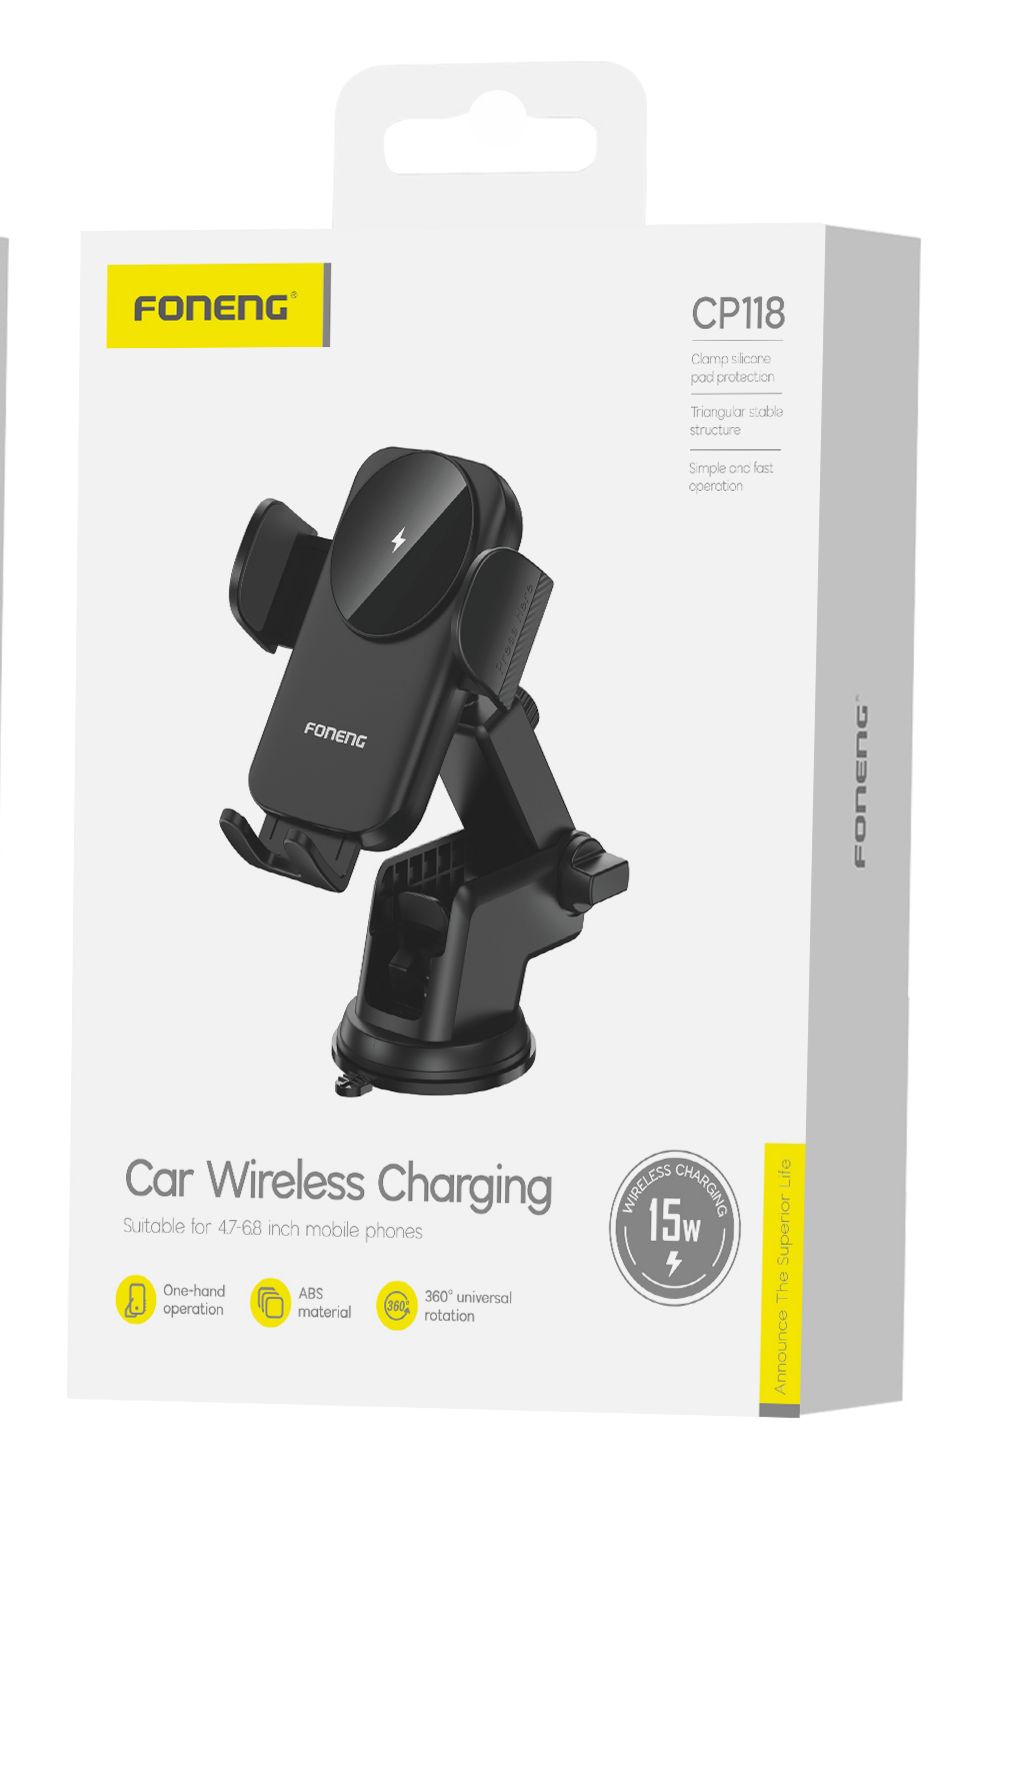 FONENG®
CP118
Clamp silicone
pad protection
Triangular stable
structure
Simple and fast
operation
Press here
FONENG
FONENG
Car Wireless Charging
Suitable for 4.7-6.8 inch mobile phones
WIRELESS CHARGING
15W
One-hand
operation
ABS
material
360°
360° universal
rotation
Announce The Superior Life